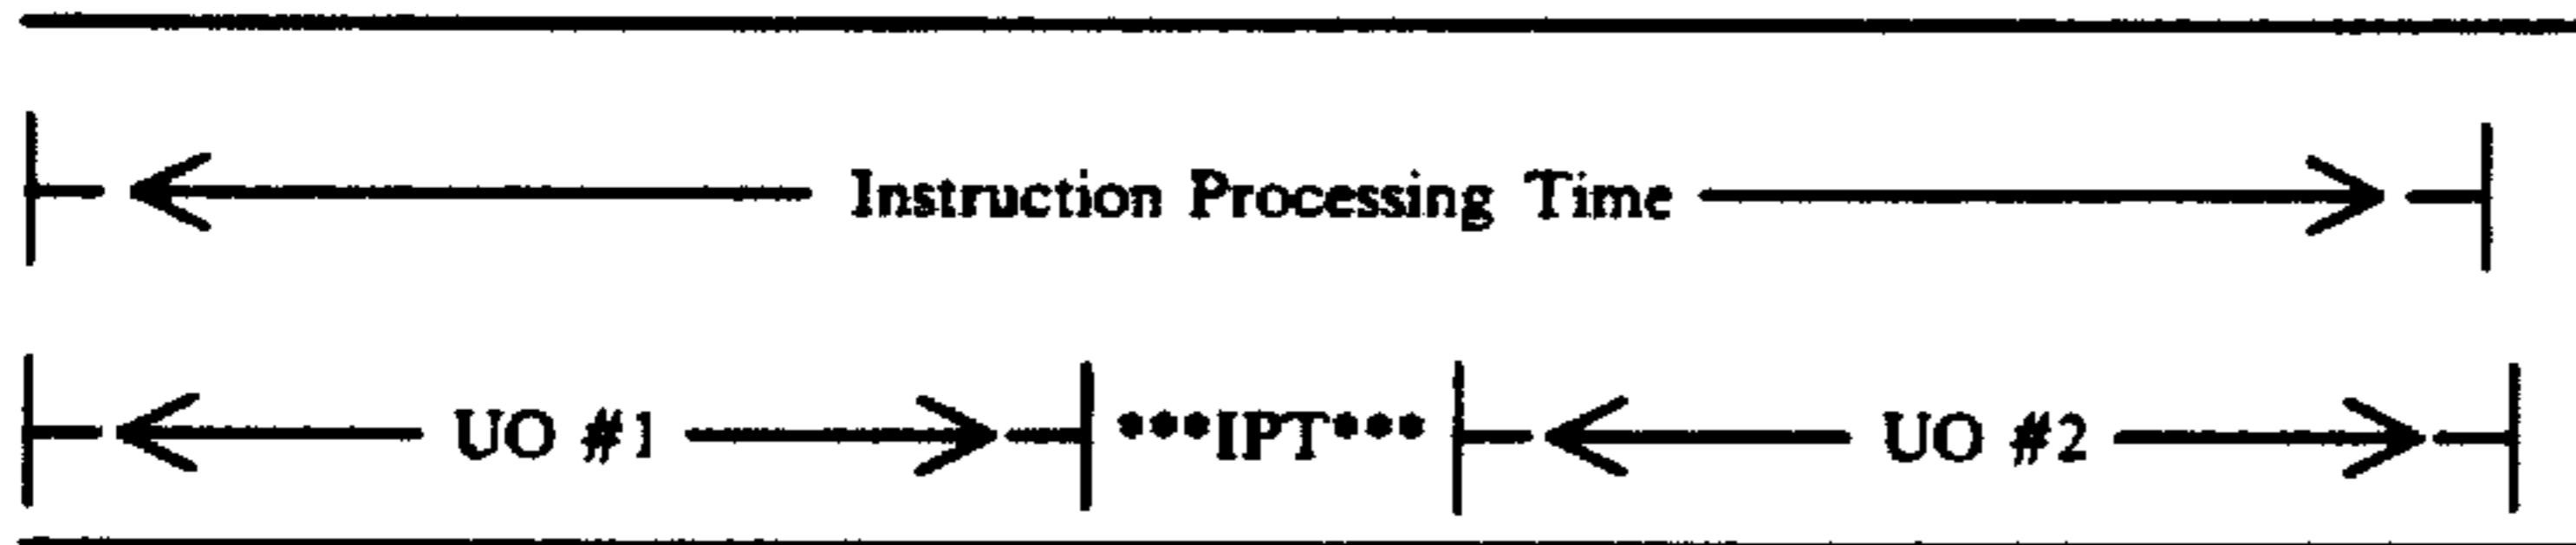 Instruction Processing Time
UO #1 ***IPT*** UO #2